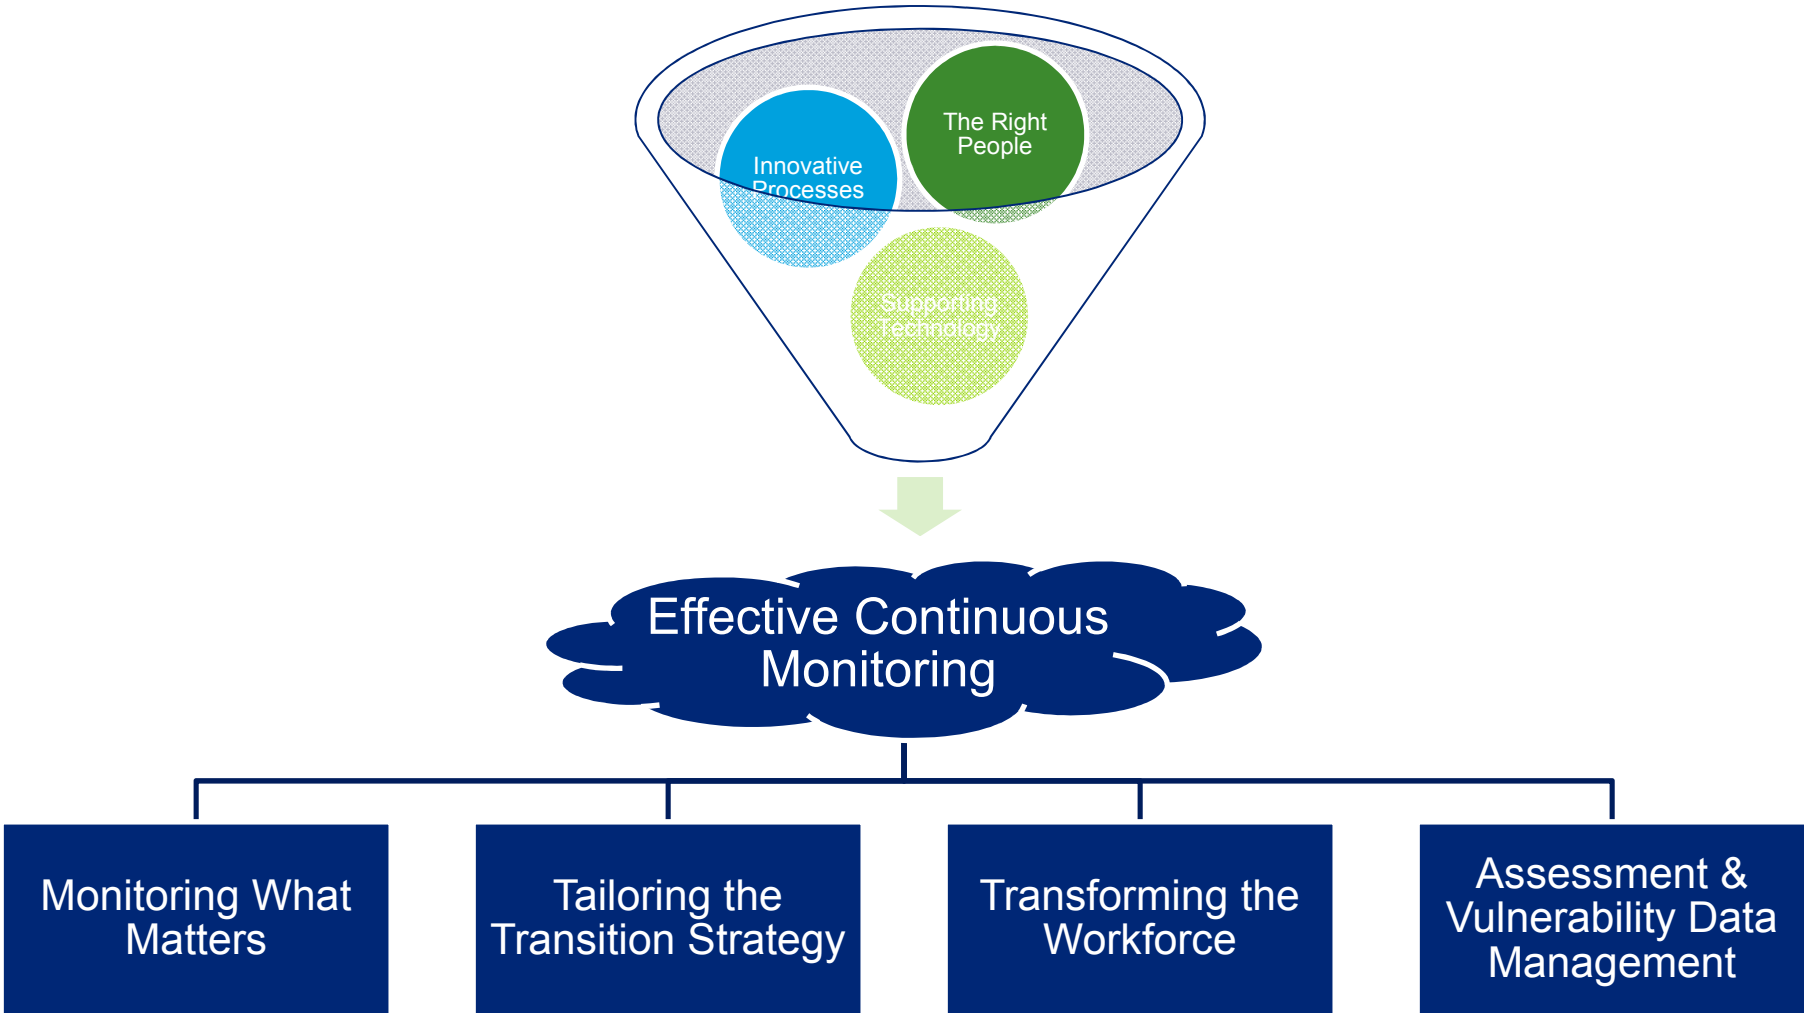 The Right
People
Innovative
Processes
Supporting
Technology
Effective Continuous
Monitoring
Monitoring What
Matters
Tailoring the
Transition Strategy
Transforming the
Workforce
Assessment &
Vulnerability Data
Management